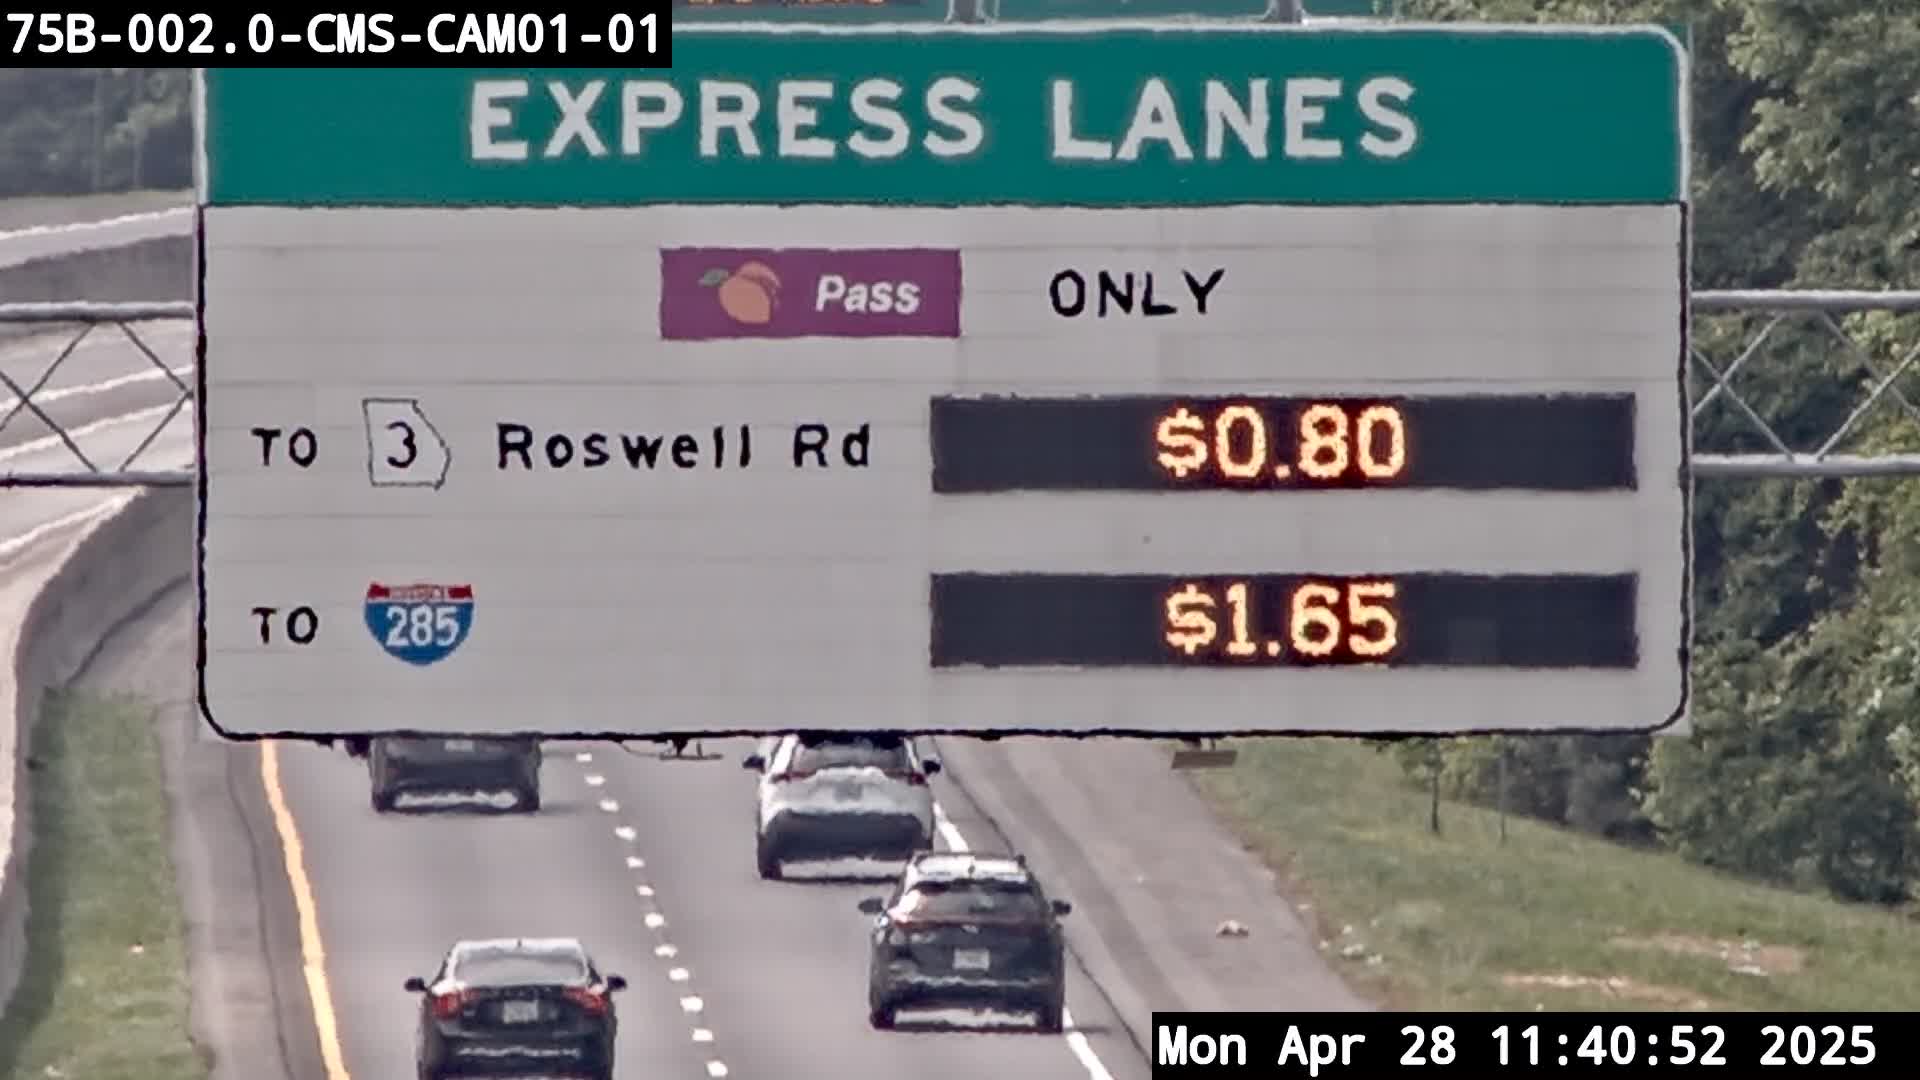 75B-002.0-CMS-CAM01-01
EXPRESS LANES
Pass ONLY
TO 3 Roswell Rd $0.80
TO 285 $1.65
Mon Apr 28 11:40:52 2025